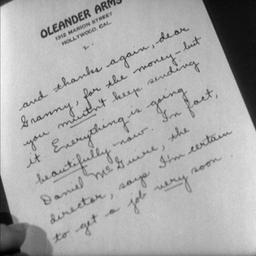 OLEANDER ARMS
1312 MARION STREET
HOLLYWOOD, CAL.
2.
and thanks again, dear
Granny, for the money - but
you mustn't keep sending
it. Everything is going
beautifully now. In fact,
Daniel McGuire, the
director, says I'm certain
to get a job very soon